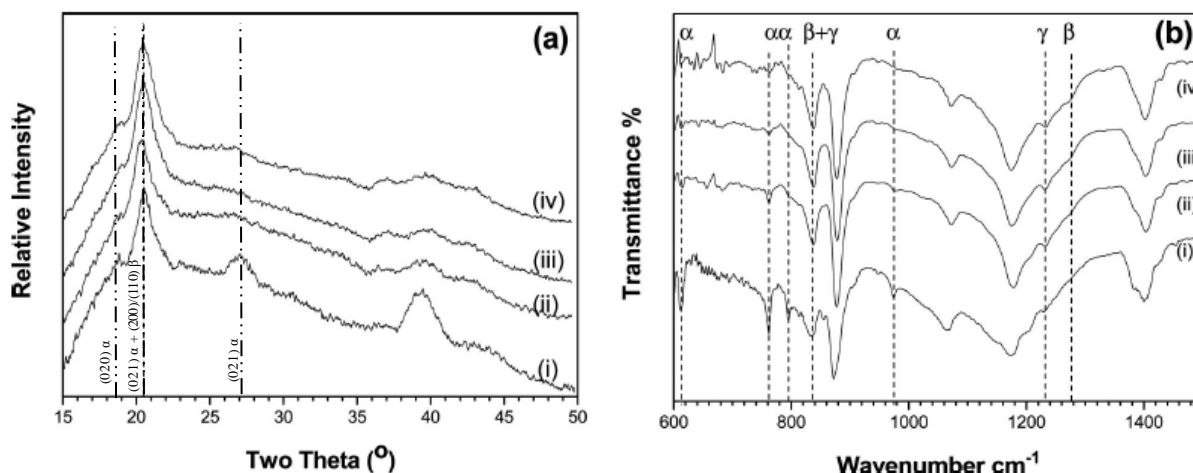 (a)
Relative Intensity
(020) α
(021) α + (200)/(110) β
(021) α
(iv)
(iii)
(ii)
(i)
15 20 25 30 35 40 45 50
Two Theta (O)
(b)
α αα β+γ α γ β
Transmittance %
(iv
(iii
(ii)
(i)
600 800 1000 1200 1400
Wavenumber cm-1